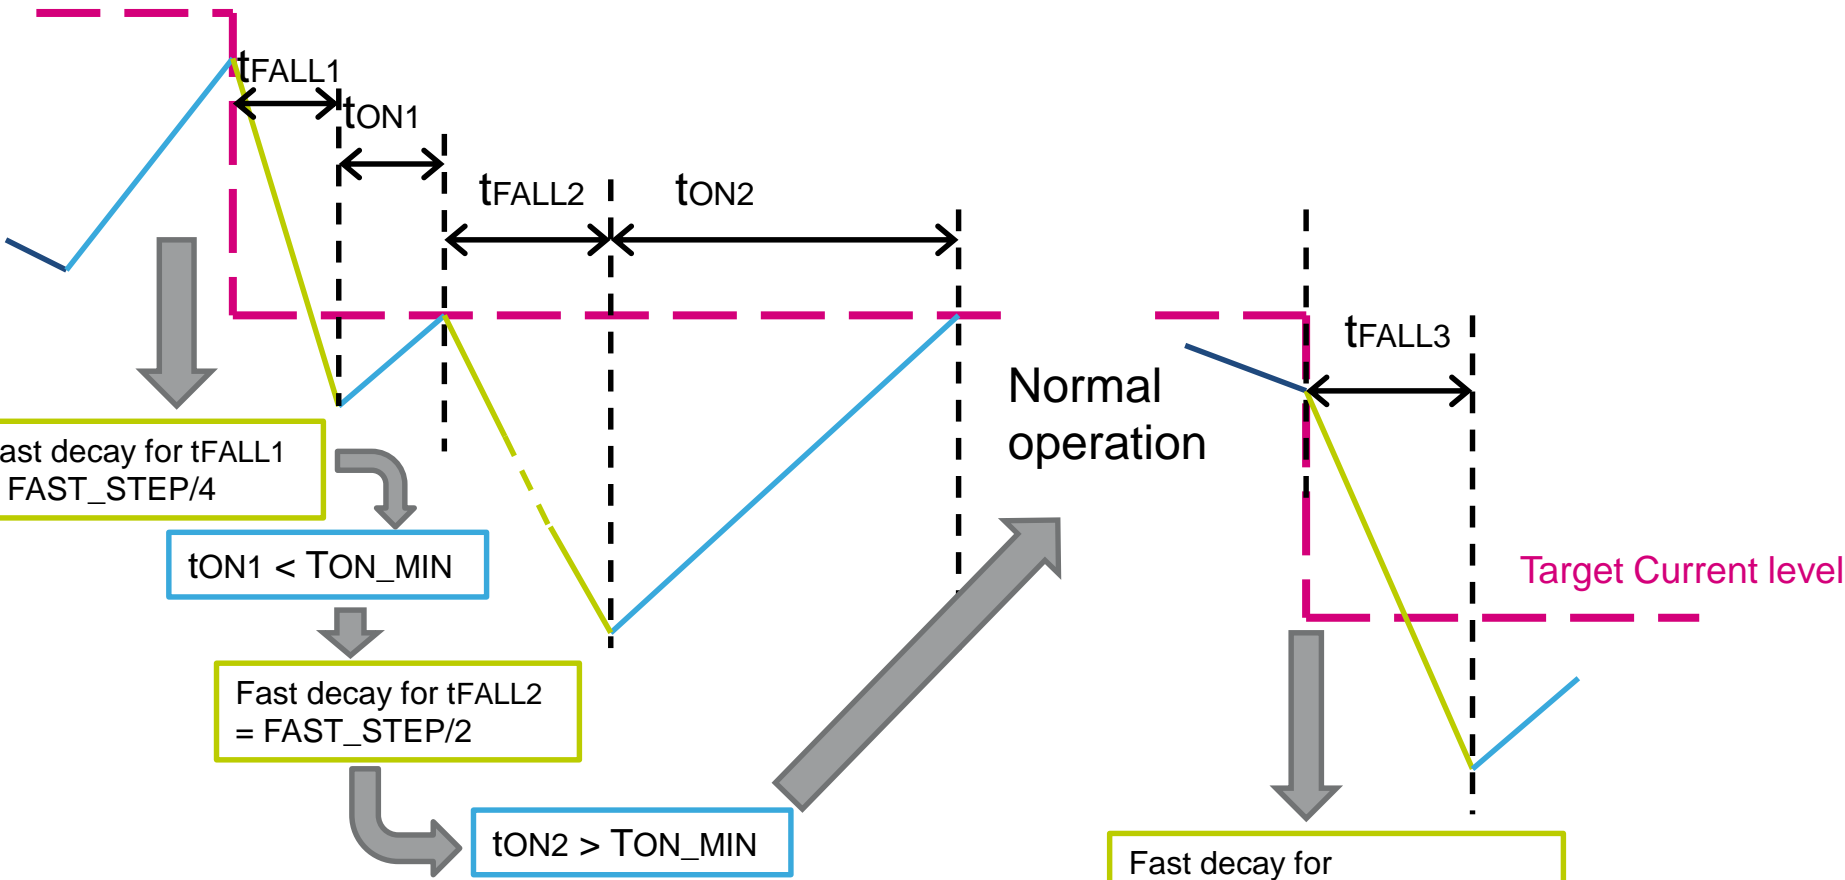 tFALL1
tON1
tFALL2
tON2
Normal
operation
tFALL3
Target Current level
ast decay for tFALL1
FAST_STEP/4
tON1 < TON_MIN
Fast decay for tFALL2
= FAST_STEP/2
tON2 > TON_MIN
Fast decay for